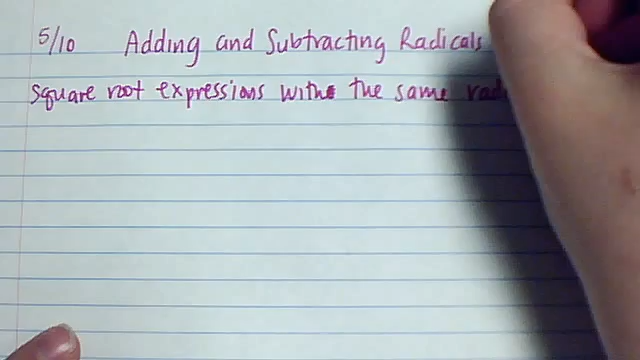 5/10 Adding and Subtracting Radicals
Square root expressions with the same